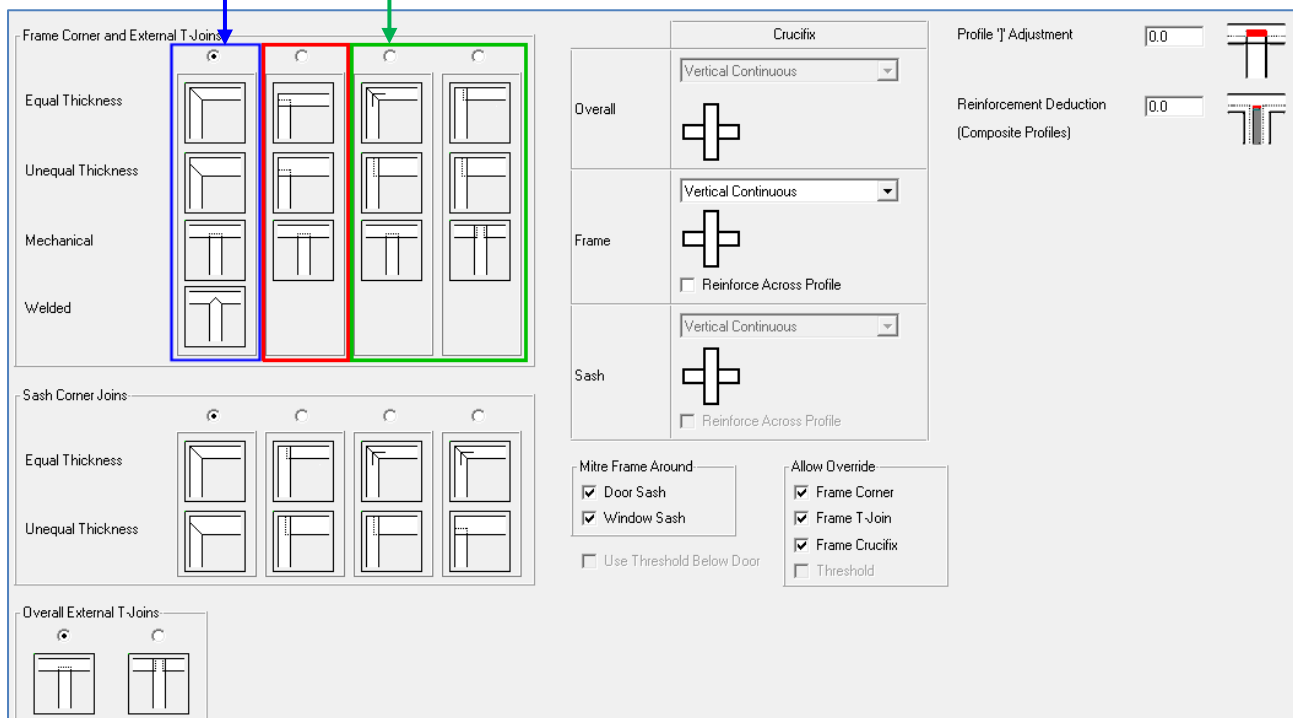 Frame Corner and External T-Joins
Equal Thickness
Unequal Thickness
Mechanical
Welded
Sash Corner Joins
Equal Thickness
Unequal Thickness
Overall External T-Joins
Crucifix
Overall
Vertical Continuous
Frame
Vertical Continuous
Reinforce Across Profile
Sash
Vertical Continuous
Reinforce Across Profile
Mitre Frame Around
Door Sash
Window Sash
Use Threshold Below Door
Allow Override
Frame Corner
Frame T-Join
Frame Crucifix
Threshold
Profile ']' Adjustment
0.0
Reinforcement Deduction
0.0
(Composite Profiles)